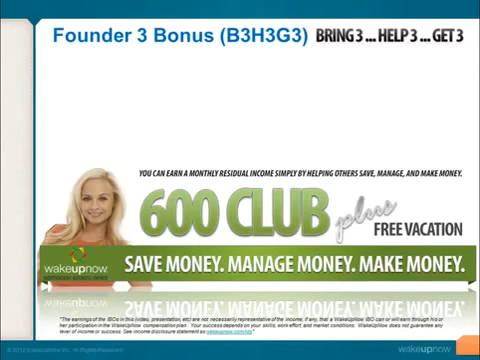 Founder 3 Bonus (B3H3G3) BRING 3 ... HELP 3 ... GET 3
YOU CAN EARN A MONTHLY RESIDUAL INCOME SIMPLY BY HELPING OTHERS SAVE, MANAGE, AND MAKE MONEY.
600 CLUB plus
FREE VACATION
wakeupnow
INDEPENDENT BUSINESS OWNER
SAVE MONEY. MANAGE MONEY. MAKE MONEY.
"The earnings of the IBOs in this (video, presentation, etc) are not necessarily representative of the income, if any, that a WakeUpNow IBO can or will earn through his or
her participation in the WakeUpNow compensation plan. Your success depends on your skills, work effort, and market conditions. WakeUpNow does not guarantee any
level of income or success. See income disclosure statement at
© 2012 WakeUpNow, Inc. All Rights Reserved
wakeupnow